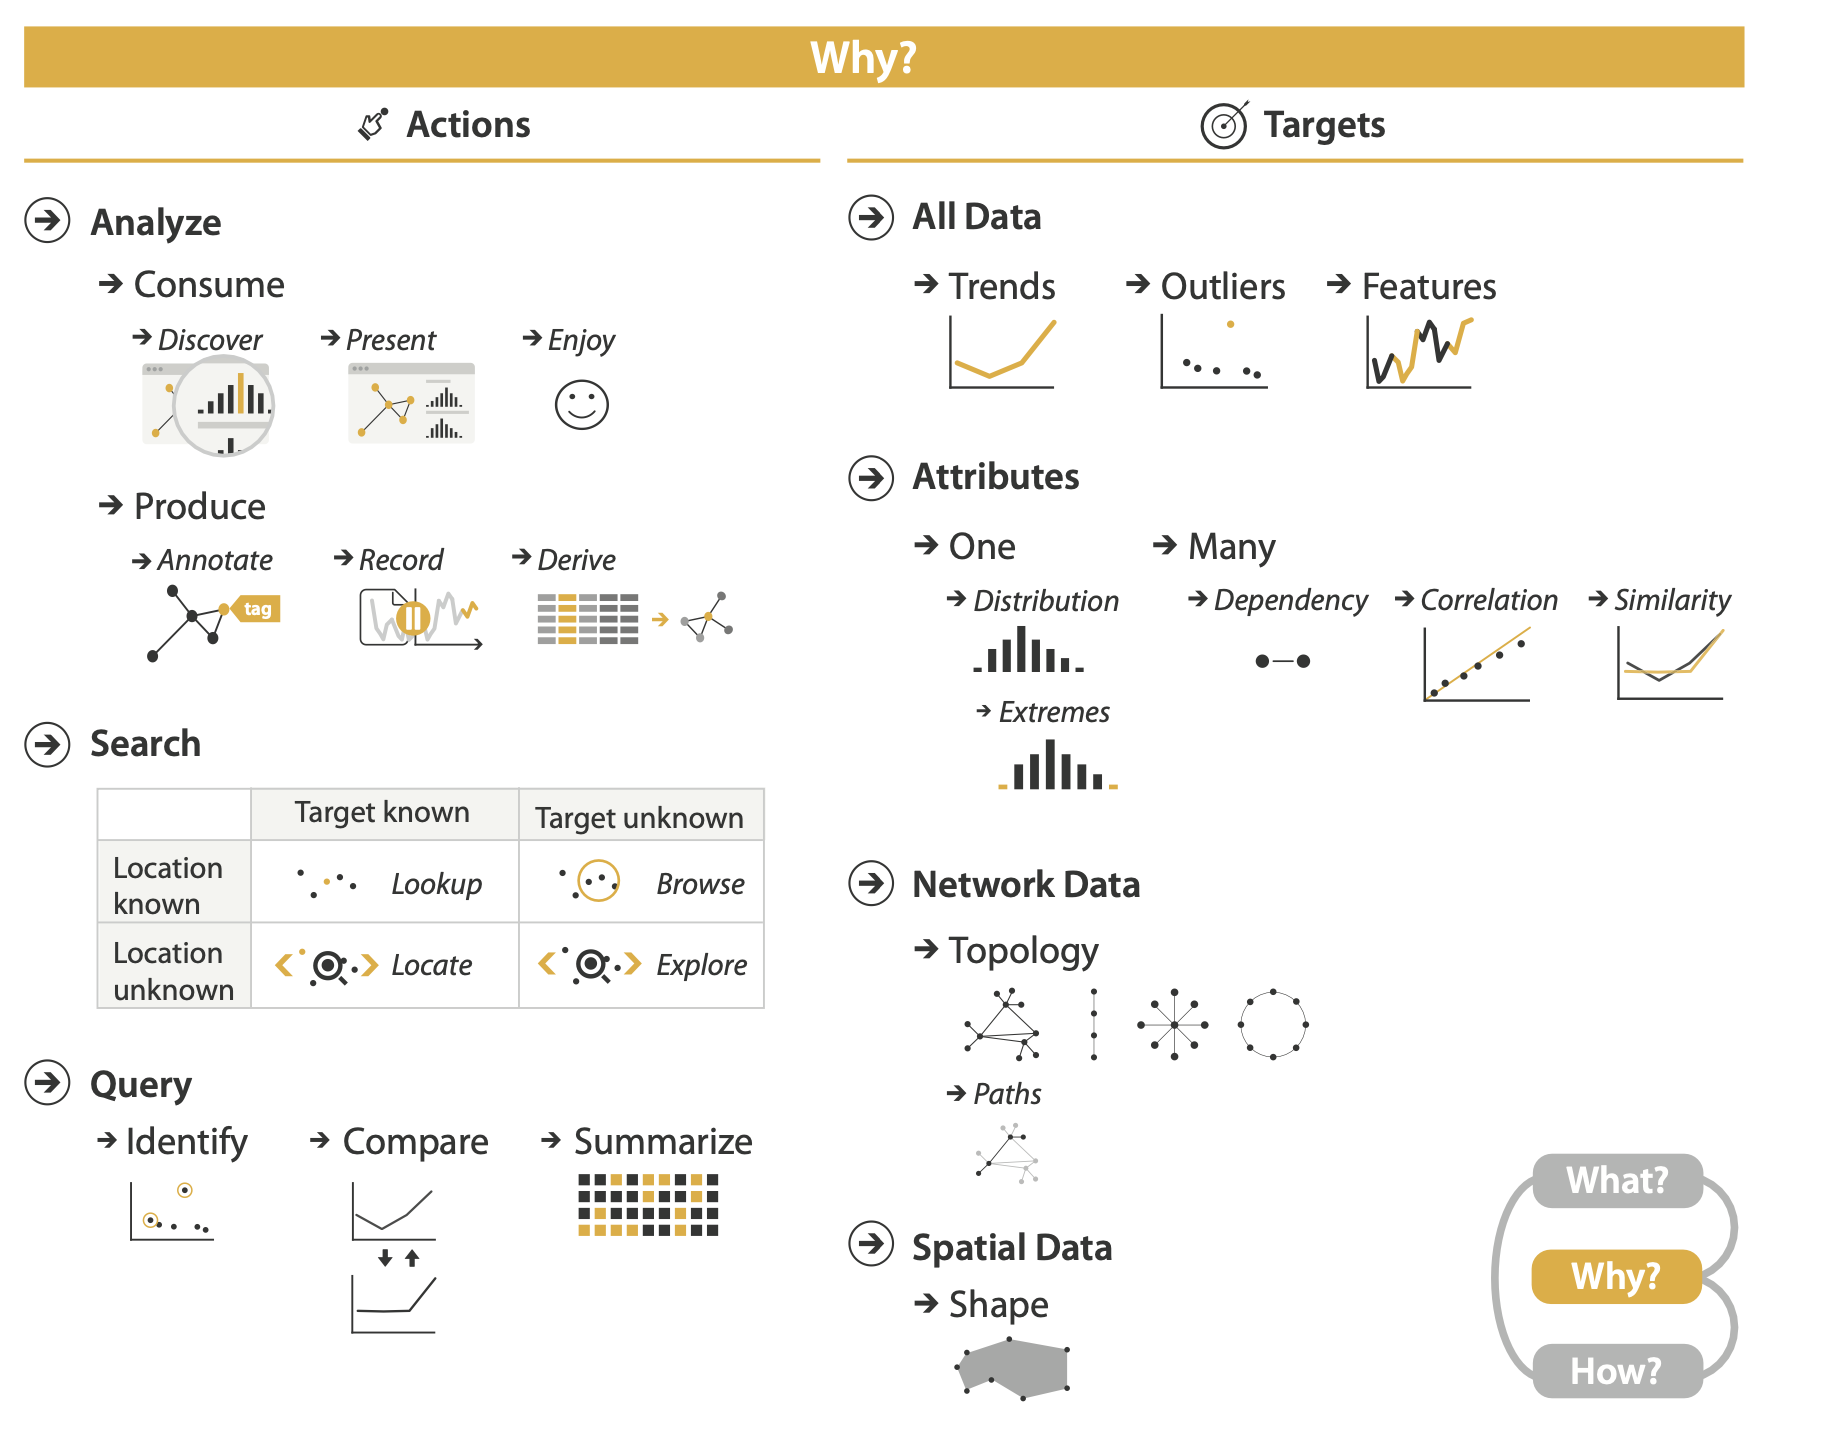 Why?
Actions
Analyze
Consume
Discover
Present
Enjoy
Produce
Annotate
Record
Derive
tag
Search
Target known
Target unknown
Location
known
Lookup
Browse
Location
unknown
Locate
Explore
Query
Identify
Compare
Summarize
Targets
All Data
Trends
Outliers
Features
Attributes
One
Many
Distribution
Dependency
Correlation
Similarity
Extremes
Network Data
Topology
Paths
Spatial Data
Shape
What?
Why?
How?